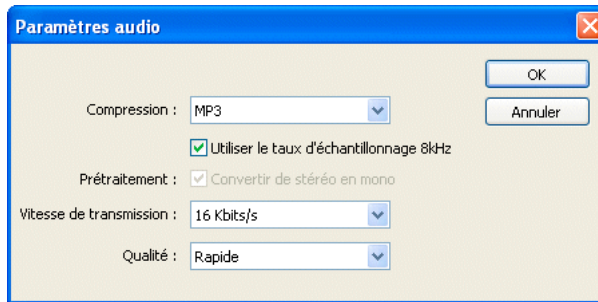 Paramètres audio
OK
Compression : MP3
Annuler
Utiliser le taux d'échantillonnage 8kHz
Prétraitement : Convertir de stéréo en mono
Vitesse de transmission : 16 Kbits/s
Qualité : Rapide